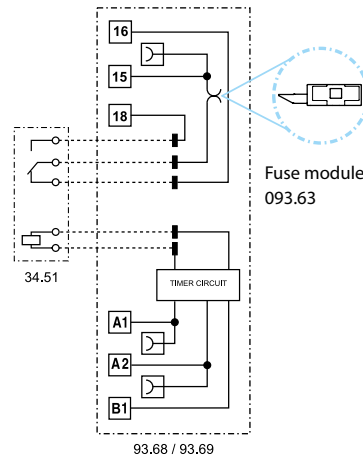 16
15
18
Fuse module
093.63
34.51
TIMER CIRCUIT
A1
A2
B1
93.68 / 93.69